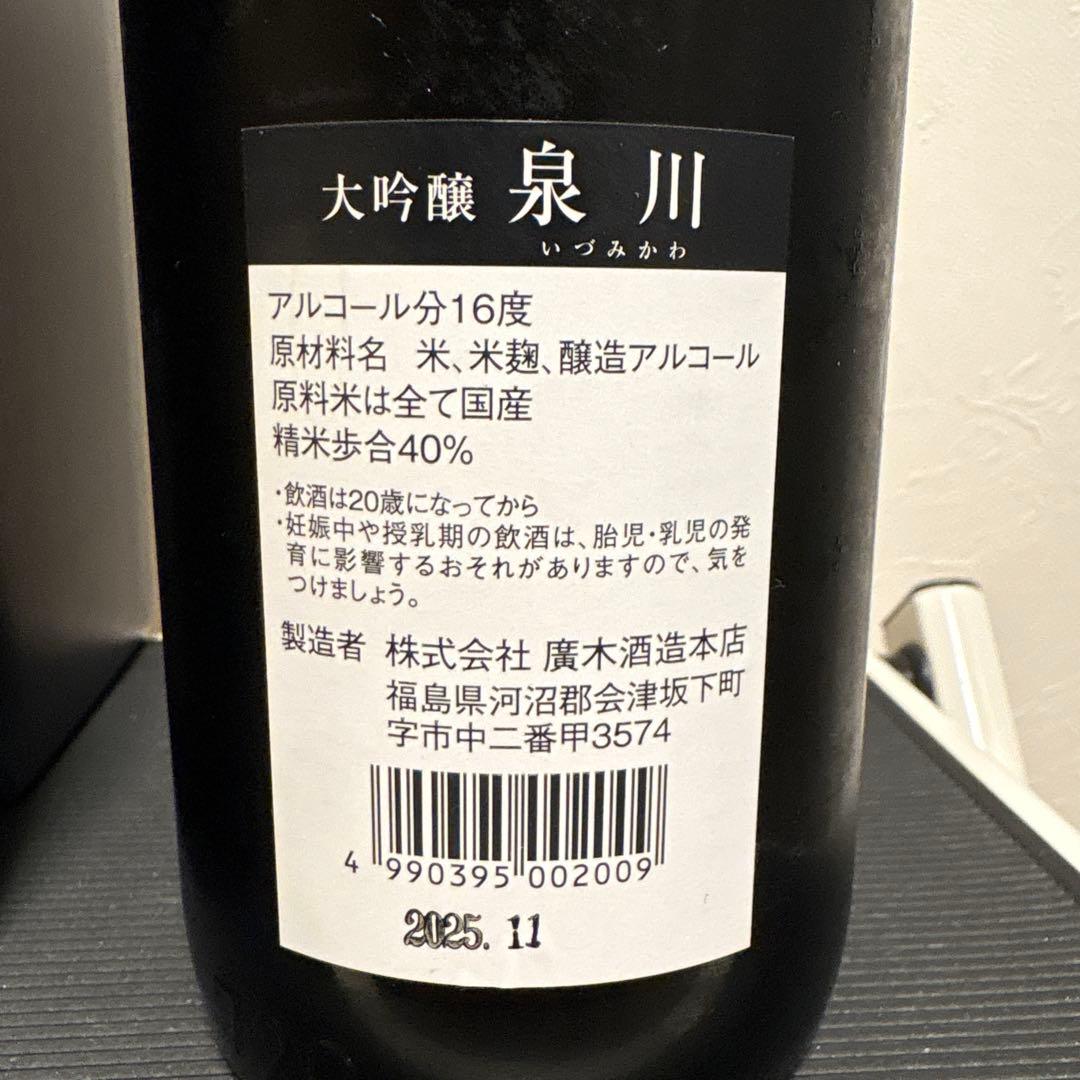 大吟醸 泉川
いづみかわ
アルコール分16度
原材料名 米、米麹、醸造アルコール
原料米は全て国産
精米歩合40%
・飲酒は20歳になってから
・妊娠中や授乳期の飲酒は、胎児・乳児の発
育に影響するおそれがありますので、気を
つけましょう。
製造者 株式会社 廣木酒造本店
福島県河沼郡会津坂下町
字市中二番甲3574
4 990395 002009
2025. 11